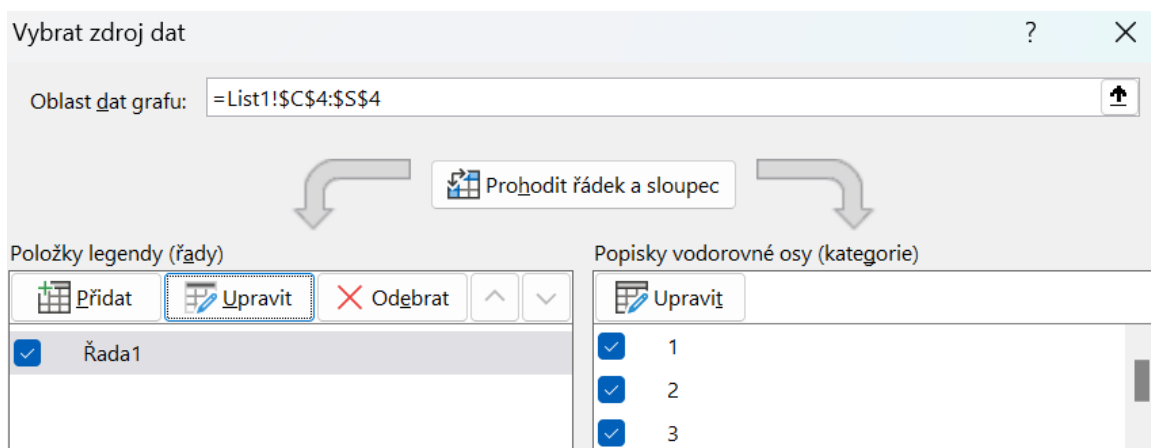 Vybrat zdroj dat ?
Oblast dat grafu: =List1!$C$4:$S$4
Prohodit řádek a sloupec
Položky legendy (řady)
Přidat Upravit Odebrat
Řada1
Popisky vodorovné osy (kategorie)
Upravit
1
2
3